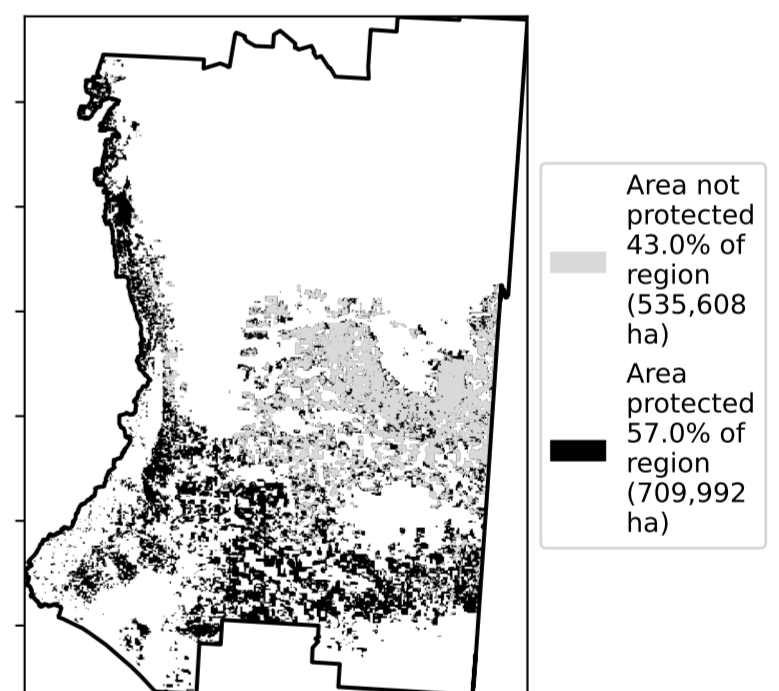 Area not
protected
43.0% of
region
(535,608
ha)
Area
protected
57.0% of
region
(709,992
ha)